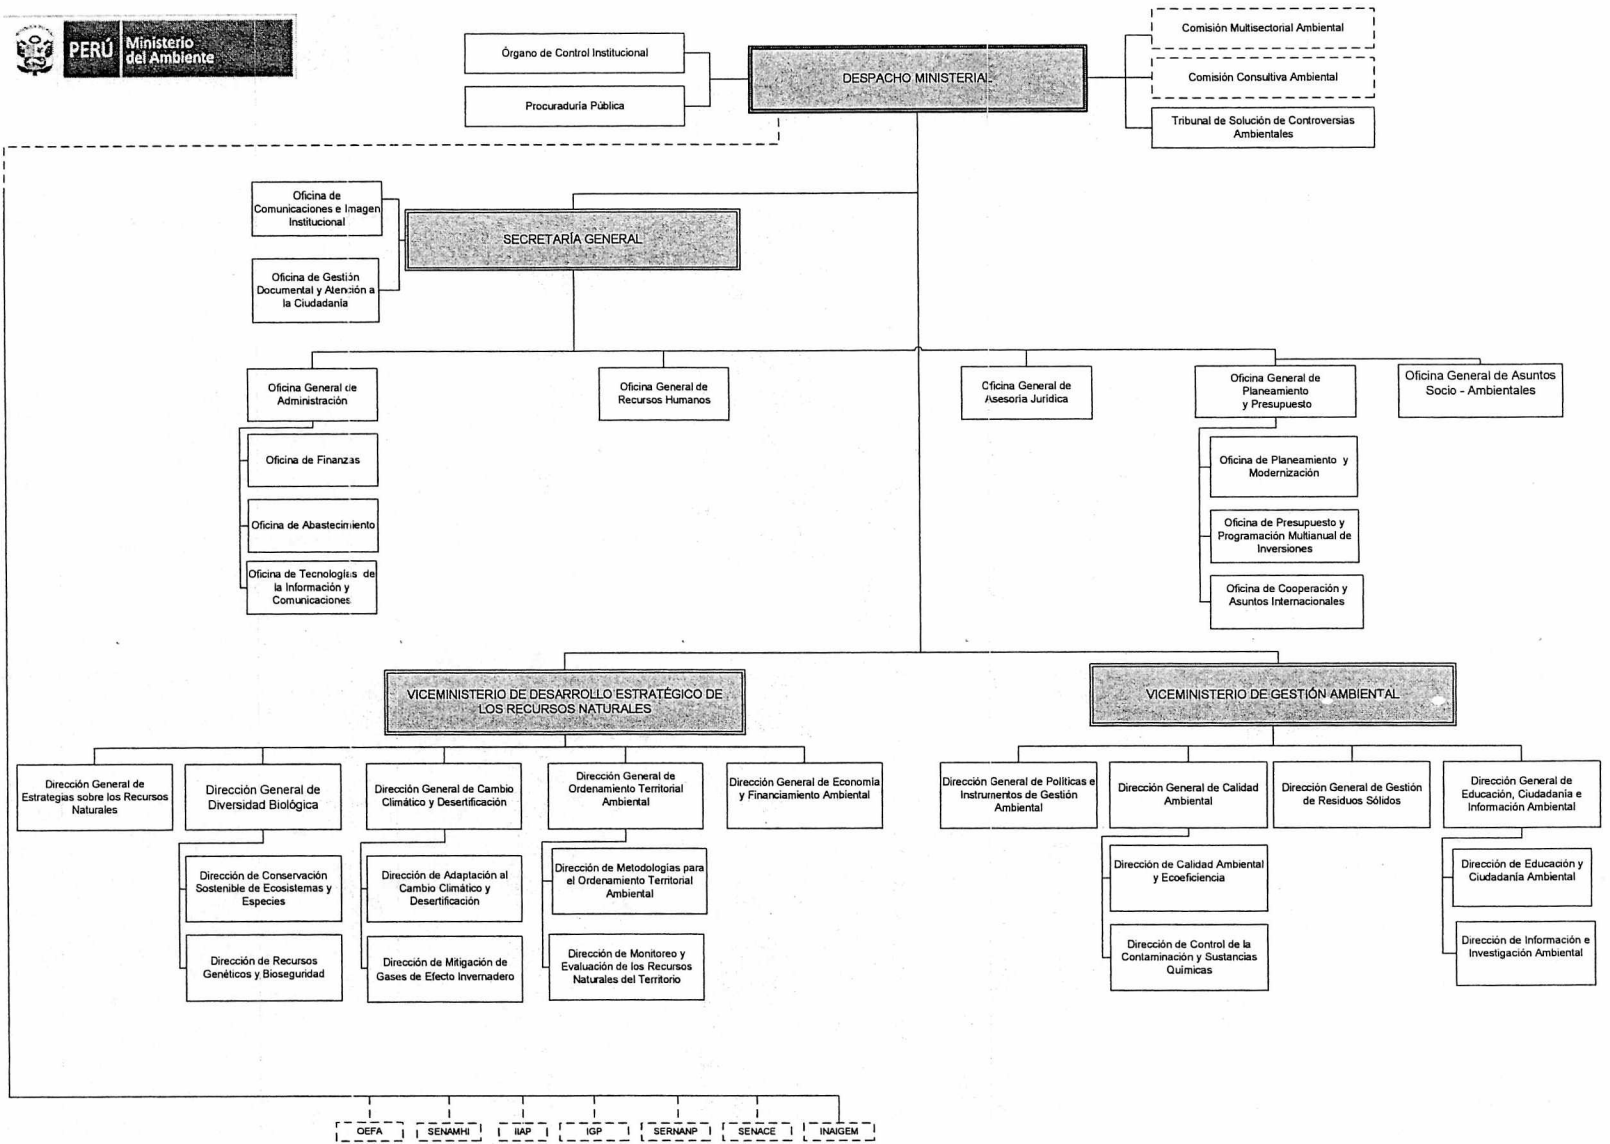 PERÚ
Ministerio
del Ambiente
Órgano de Control Institucional
Procuraduría Pública
DESPACHO MINISTERIAL
Comisión Multisectorial Ambiental
Comisión Consultiva Ambiental
Tribunal de Solución de Controversias
Ambientales
Oficina de
Comunicaciones e Imagen
Institucional
SECRETARÍA GENERAL
Oficina de Gestión
Documental y Atención a
la Ciudadanía
Oficina General de
Administración
Oficina de Finanzas
Oficina de Abastecimiento
Oficina de Tecnologías de
la Información y
Comunicaciones
Oficina General de
Recursos Humanos
Oficina General de
Asesoría Jurídica
Oficina General de
Planeamiento
y Presupuesto
Oficina de Planeamiento y
Modernización
Oficina de Presupuesto y
Programación Multianual de
Inversiones
Oficina de Cooperación y
Asuntos Internacionales
Oficina General de Asuntos
Socio - Ambientales
VICEMINISTERIO DE DESARROLLO ESTRATÉGICO DE
LOS RECURSOS NATURALES
Dirección General de
Estrategias sobre los Recursos
Naturales
Dirección General de
Diversidad Biológica
Dirección de Conservación
Sostenible de Ecosistemas y
Especies
Dirección de Recursos
Genéticos y Bioseguridad
Dirección General de Cambio
Climático y Desertificación
Dirección de Adaptación al
Cambio Climático y
Desertificación
Dirección de Mitigación de
Gases de Efecto Invernadero
Dirección General de
Ordenamiento Territorial
Ambiental
Dirección de Metodologías para
el Ordenamiento Territorial
Ambiental
Dirección de Monitoreo y
Evaluación de los Recursos
Naturales del Territorio
Dirección General de Economía
y Financiamiento Ambiental
VICEMINISTERIO DE GESTIÓN AMBIENTAL
Dirección General de Políticas e
Instrumentos de Gestión
Ambiental
Dirección General de Calidad
Ambiental
Dirección de Calidad Ambiental
y Ecoeficiencia
Dirección de Control de la
Contaminación y Sustancias
Químicas
Dirección General de Gestión
de Residuos Sólidos
Dirección General de
Educación, Ciudadanía e
Información Ambiental
Dirección de Educación y
Ciudadanía Ambiental
Dirección de Información e
Investigación Ambiental
OEFA
SENAMHI
IIAP
IGP
SERNANP
SENACE
INAIGEM